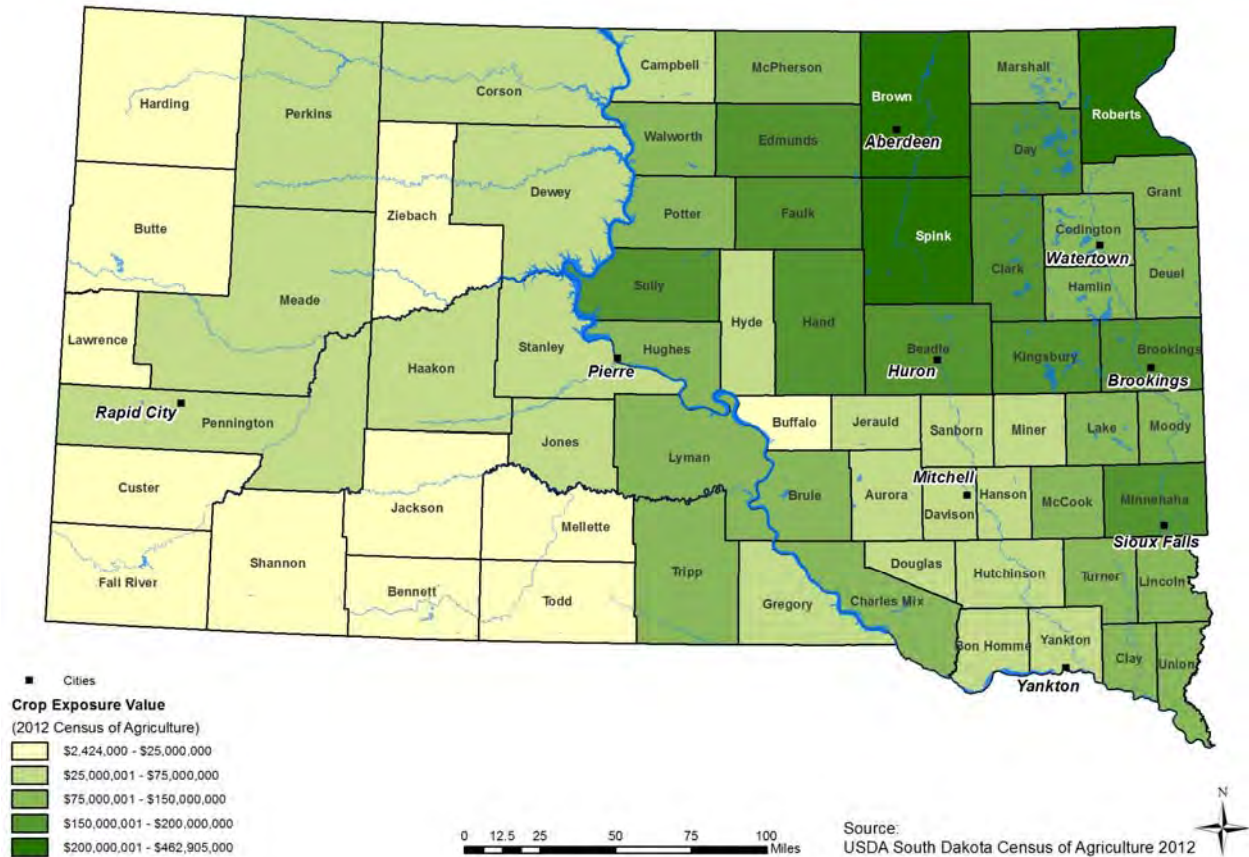 Harding
Perkins
Corson
Campbell
McPherson
Brown
Marshall
Roberts
Aberdeen
Walworth
Edmunds
Day
Butte
Ziebach
Dewey
Potter
Faulk
Spink
Grant
Codington
Watertown
Clark
Hamlin
Deuel
Meade
Sully
Hyde
Hand
Lawrence
Haakon
Stanley
Hughes
Pierre
Beadle
Huron
Kingsbury
Brookings
Brookings
Rapid City
Pennington
Jones
Lyman
Buffalo
Jerauld
Sanborn
Miner
Lake
Moody
Custer
Jackson
Mellette
Brule
Aurora
Mitchell
Davison
Hanson
McCook
Minnehaha
Sioux Falls
Fall River
Shannon
Bennett
Todd
Tripp
Gregory
Charles Mix
Douglas
Hutchinson
Turner
Lincoln
Bon Homme
Yankton
Yankton
Clay
Union
Cities
Crop Exposure Value
(2012 Census of Agriculture)
$2,424,000 - $25,000,000
$25,000,001 - $75,000,000
$75,000,001 - $150,000,000
$150,000,001 - $200,000,000
$200,000,001 - $462,905,000
0 12.5 25 50 75 100
Miles
Source:
USDA South Dakota Census of Agriculture 2012
N